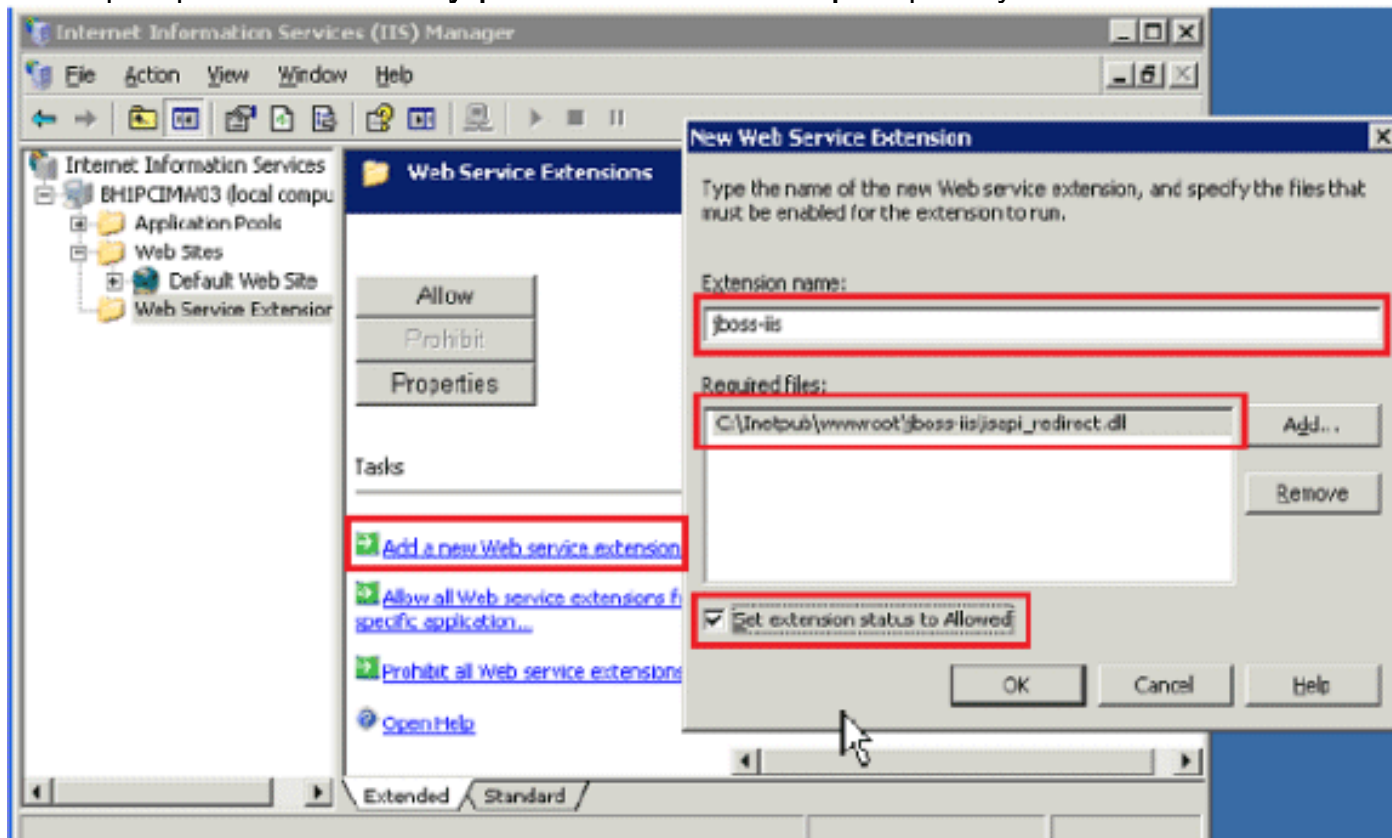 Internet Information Services (IIS) Manager
File Action View Window Help
Internet Information Services
BH1PCIMW03 (local compu
Application Pools
Web Sites
Default Web Site
Web Service Extension
Web Service Extensions
Allow
Prohibit
Properties
Tasks
Add a new Web service extension
Allow all Web service extensions f
specific application...
Prohibit all Web service extensions
Open Help
Extended Standard
New Web Service Extension
Type the name of the new Web service extension, and specify the files that
must be enabled for the extension to run.
Extension name:
jboss-iis
Required files:
C:\Inetpub\wwwroot\jboss-iis\isapi_redirect.dll
Add...
Remove
Set extension status to Allowed
OK Cancel Help